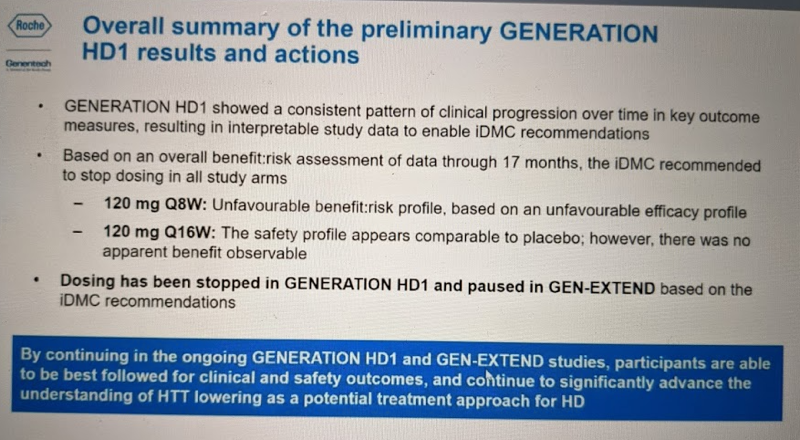 Roche
Genentech
Overall summary of the preliminary GENERATION
HD1 results and actions
• GENERATION HD1 showed a consistent pattern of clinical progression over time in key outcome
measures, resulting in interpretable study data to enable iDMC recommendations
• Based on an overall benefit:risk assessment of data through 17 months, the iDMC recommended
to stop dosing in all study arms
– 120 mg Q8W: Unfavourable benefit:risk profile, based on an unfavourable efficacy profile
– 120 mg Q16W: The safety profile appears comparable to placebo; however, there was no
apparent benefit observable
• Dosing has been stopped in GENERATION HD1 and paused in GEN-EXTEND based on the
iDMC recommendations
By continuing in the ongoing GENERATION HD1 and GEN-EXTEND studies, participants are able
to be best followed for clinical and safety outcomes, and continue to significantly advance the
understanding of HTT lowering as a potential treatment approach for HD